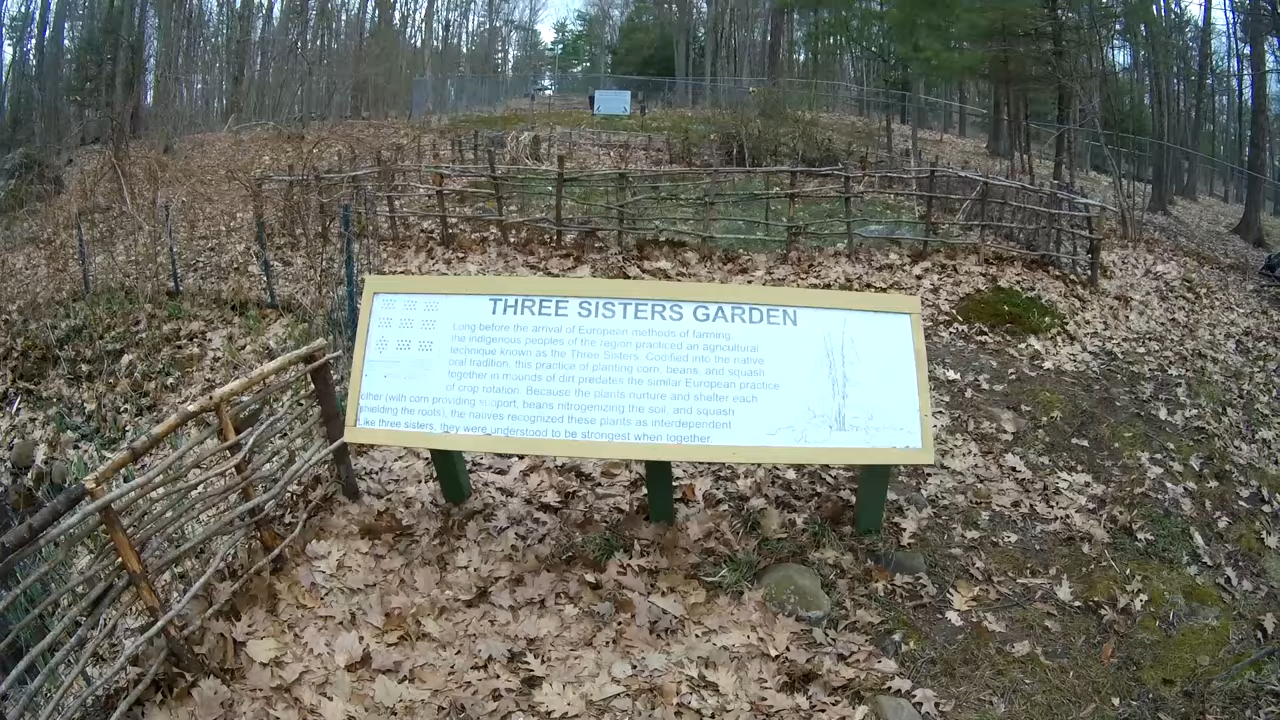 THREE SISTERS GARDEN
Long before the arrival of European methods of farming,
the indigenous peoples of the region practiced an agricultural
technique known as the Three Sisters. Codified into the native
oral tradition, this practice of planting corn, beans, and squash
together in mounds of dirt predates the similar European practice
of crop rotation. Because the plants nurture and shelter each
other (with corn providing support, beans nitrogenizing the soil, and squash
shielding the roots), the natives recognized these plants as interdependent
Like three sisters, they were understood to be strongest when together.